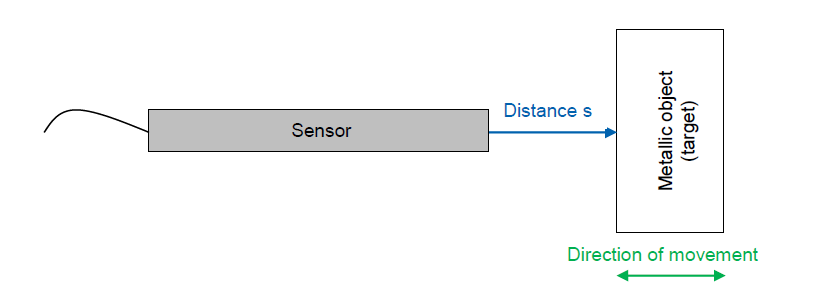 Distance s
Sensor
Metallic object
(target)
Direction of movement